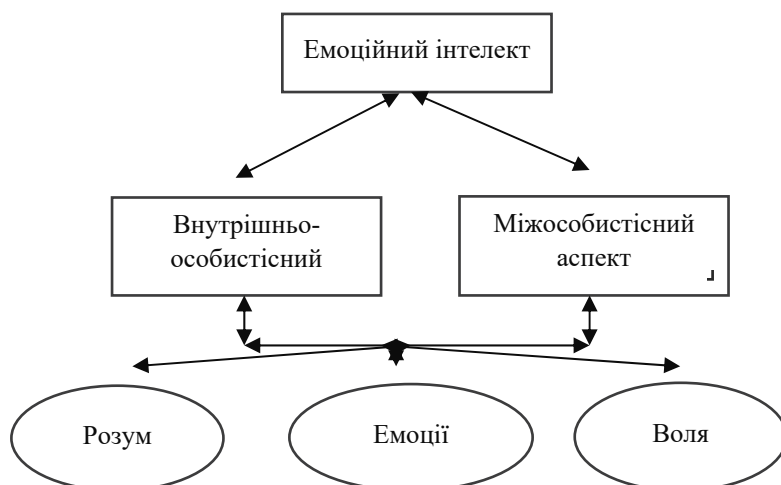 Емоційний інтелект
Внутрішньо-
особистісний
Міжособистісний
аспект
Розум
Емоції
Воля